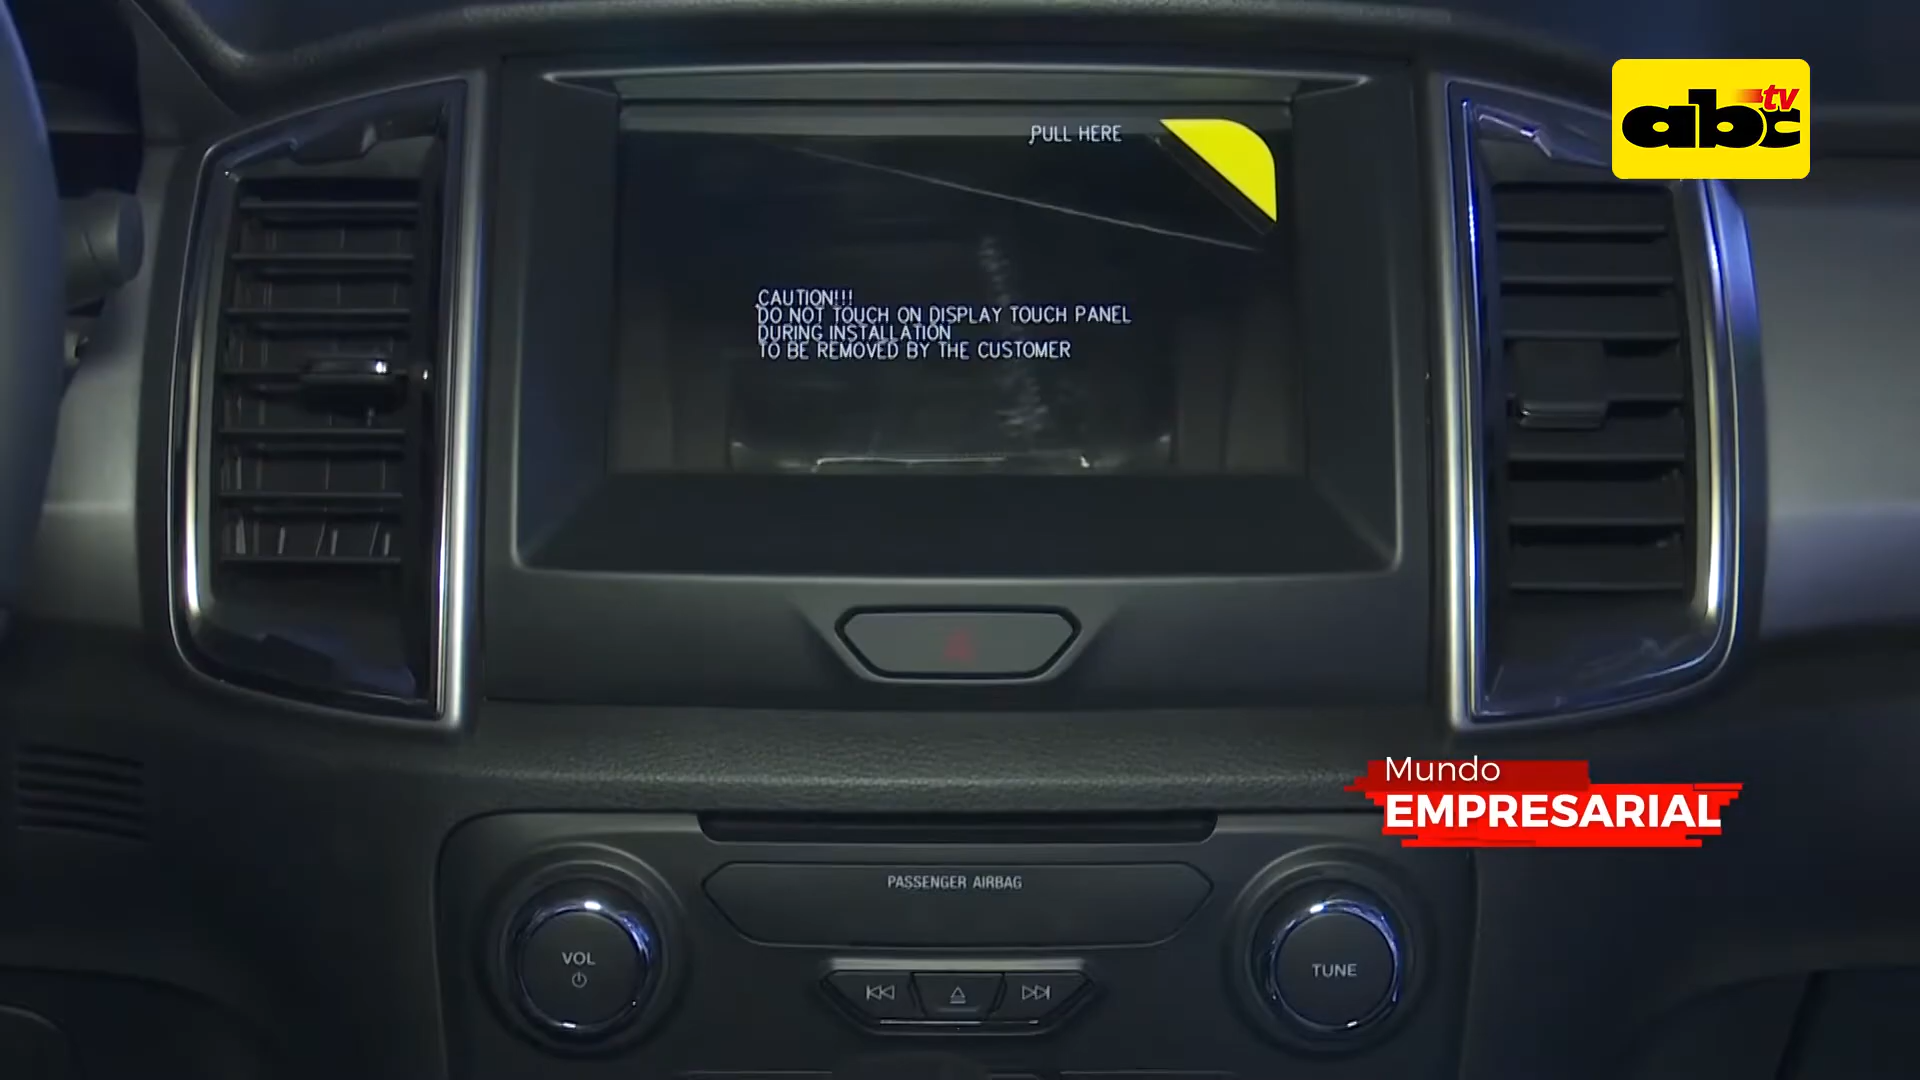 abc tv
PULL HERE
CAUTION!!!
DO NOT TOUCH ON DISPLAY TOUCH PANEL
DURING INSTALLATION
TO BE REMOVED BY THE CUSTOMER
Mundo
EMPRESARIAL
PASSENGER AIRBAG
VOL
TUNE